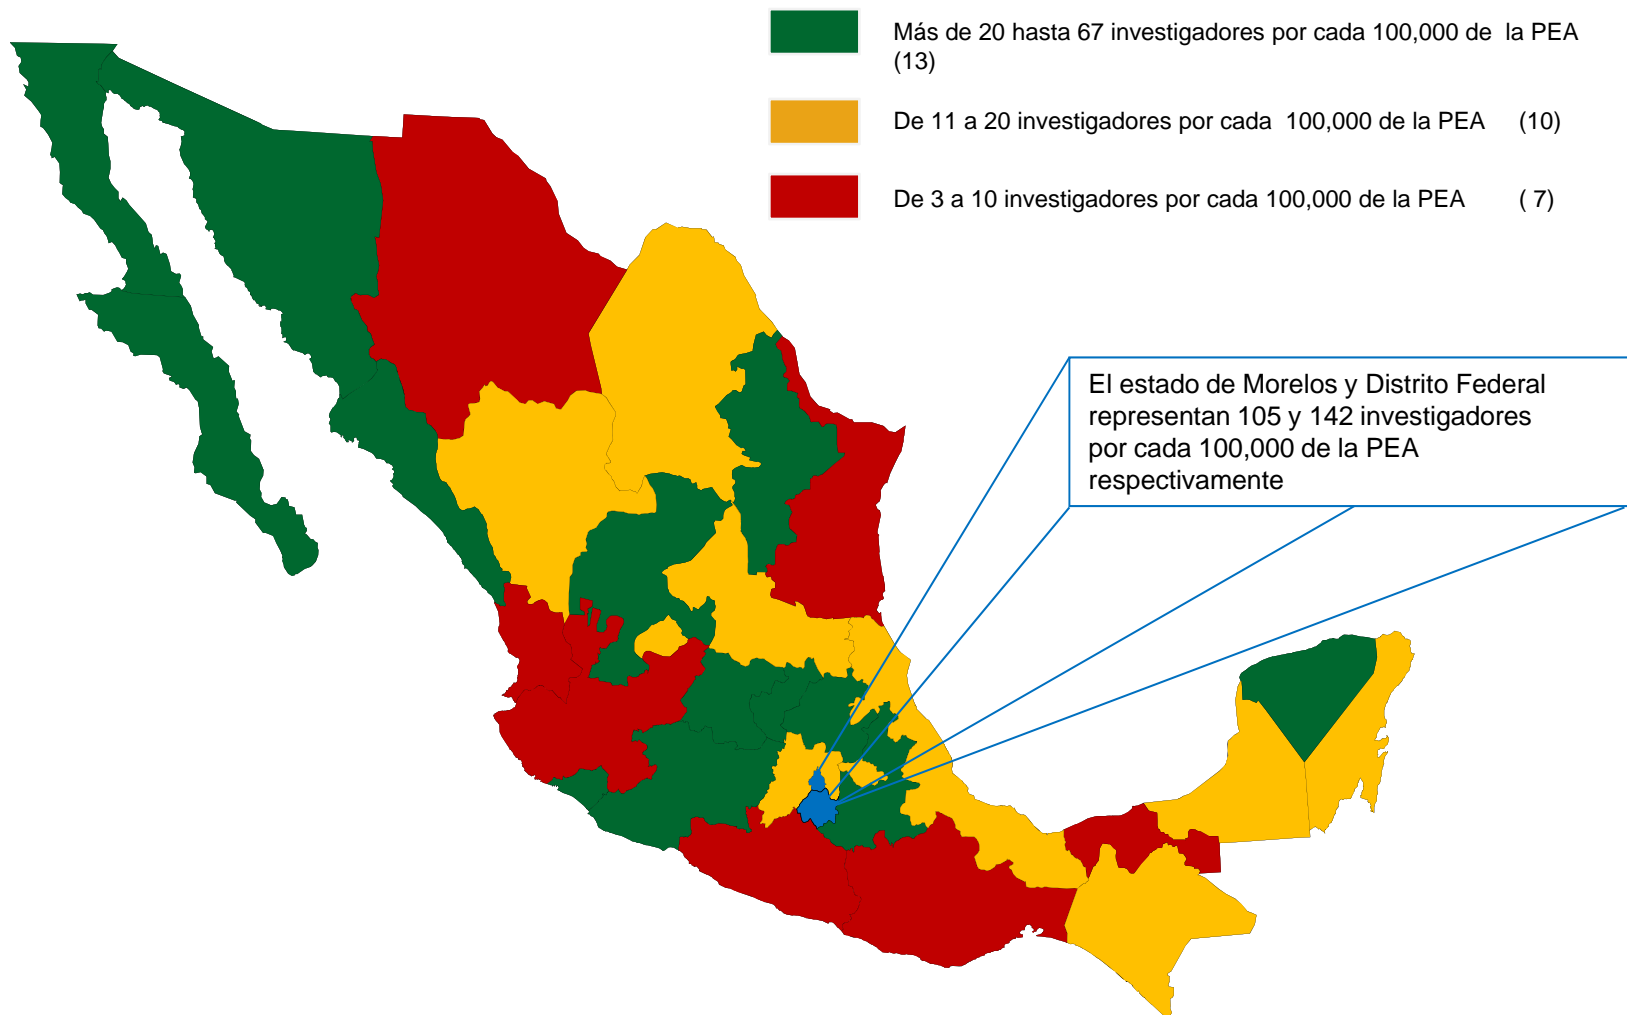 Más de 20 hasta 67 investigadores por cada 100,000 de la PEA
(13)
De 11 a 20 investigadores por cada 100,000 de la PEA (10)
De 3 a 10 investigadores por cada 100,000 de la PEA ( 7)
El estado de Morelos y Distrito Federal
representan 105 y 142 investigadores
por cada 100,000 de la PEA
respectivamente